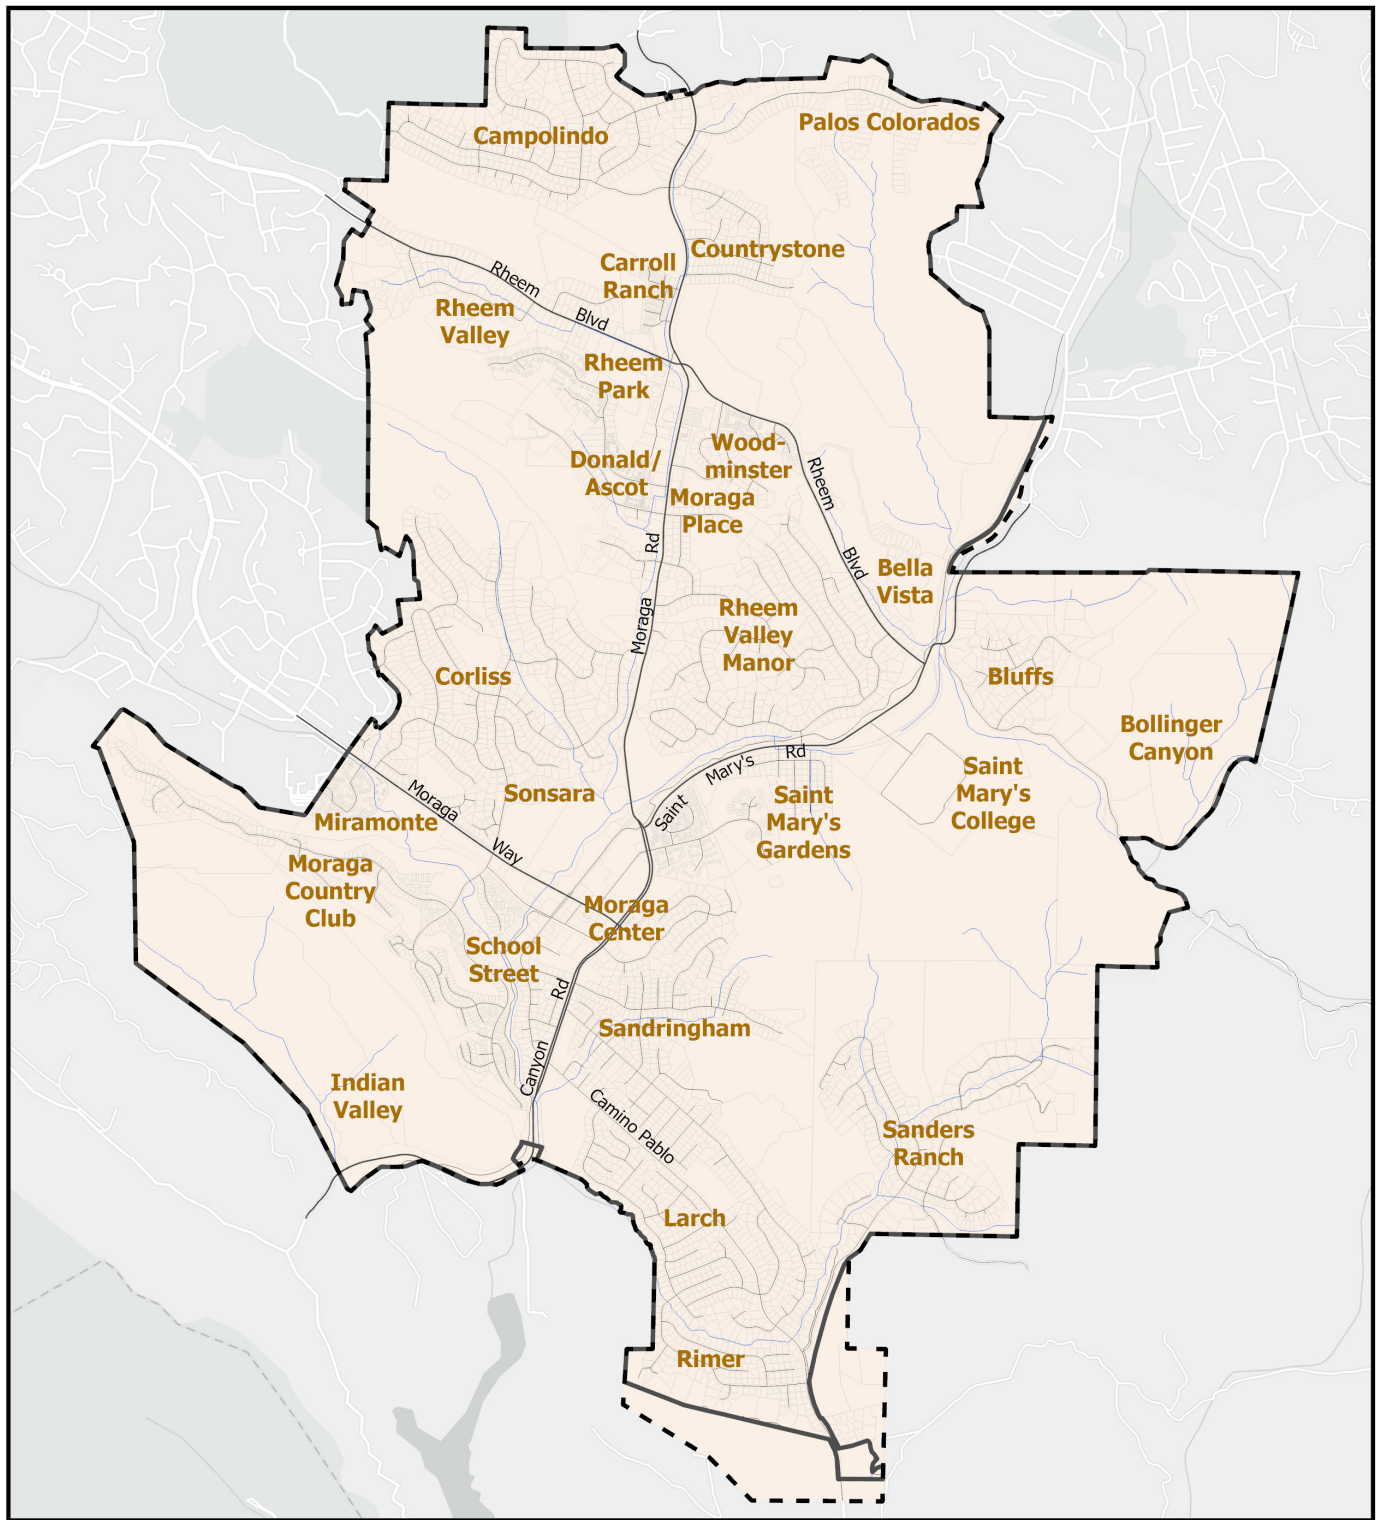 Campolindo
Palos Colorados
Countrystone
Carroll
Ranch
Rheem
Blvd
Rheem
Valley
Rheem
Park
Wood-
minster
Donald/
Ascot
Moraga
Place
Rheem
Blvd
Moraga
Rd
Bella
Vista
Rheem
Valley
Manor
Corliss
Bluffs
Bollinger
Canyon
Saint
Mary's
Rd
Saint
Mary's
College
Sonsara
Saint
Mary's
Gardens
Moraga
Way
Miramonte
Moraga
Country
Club
Moraga
Center
School
Street
Canyon
Rd
Sandringham
Indian
Valley
Camino Pablo
Sanders
Ranch
Larch
Rimer